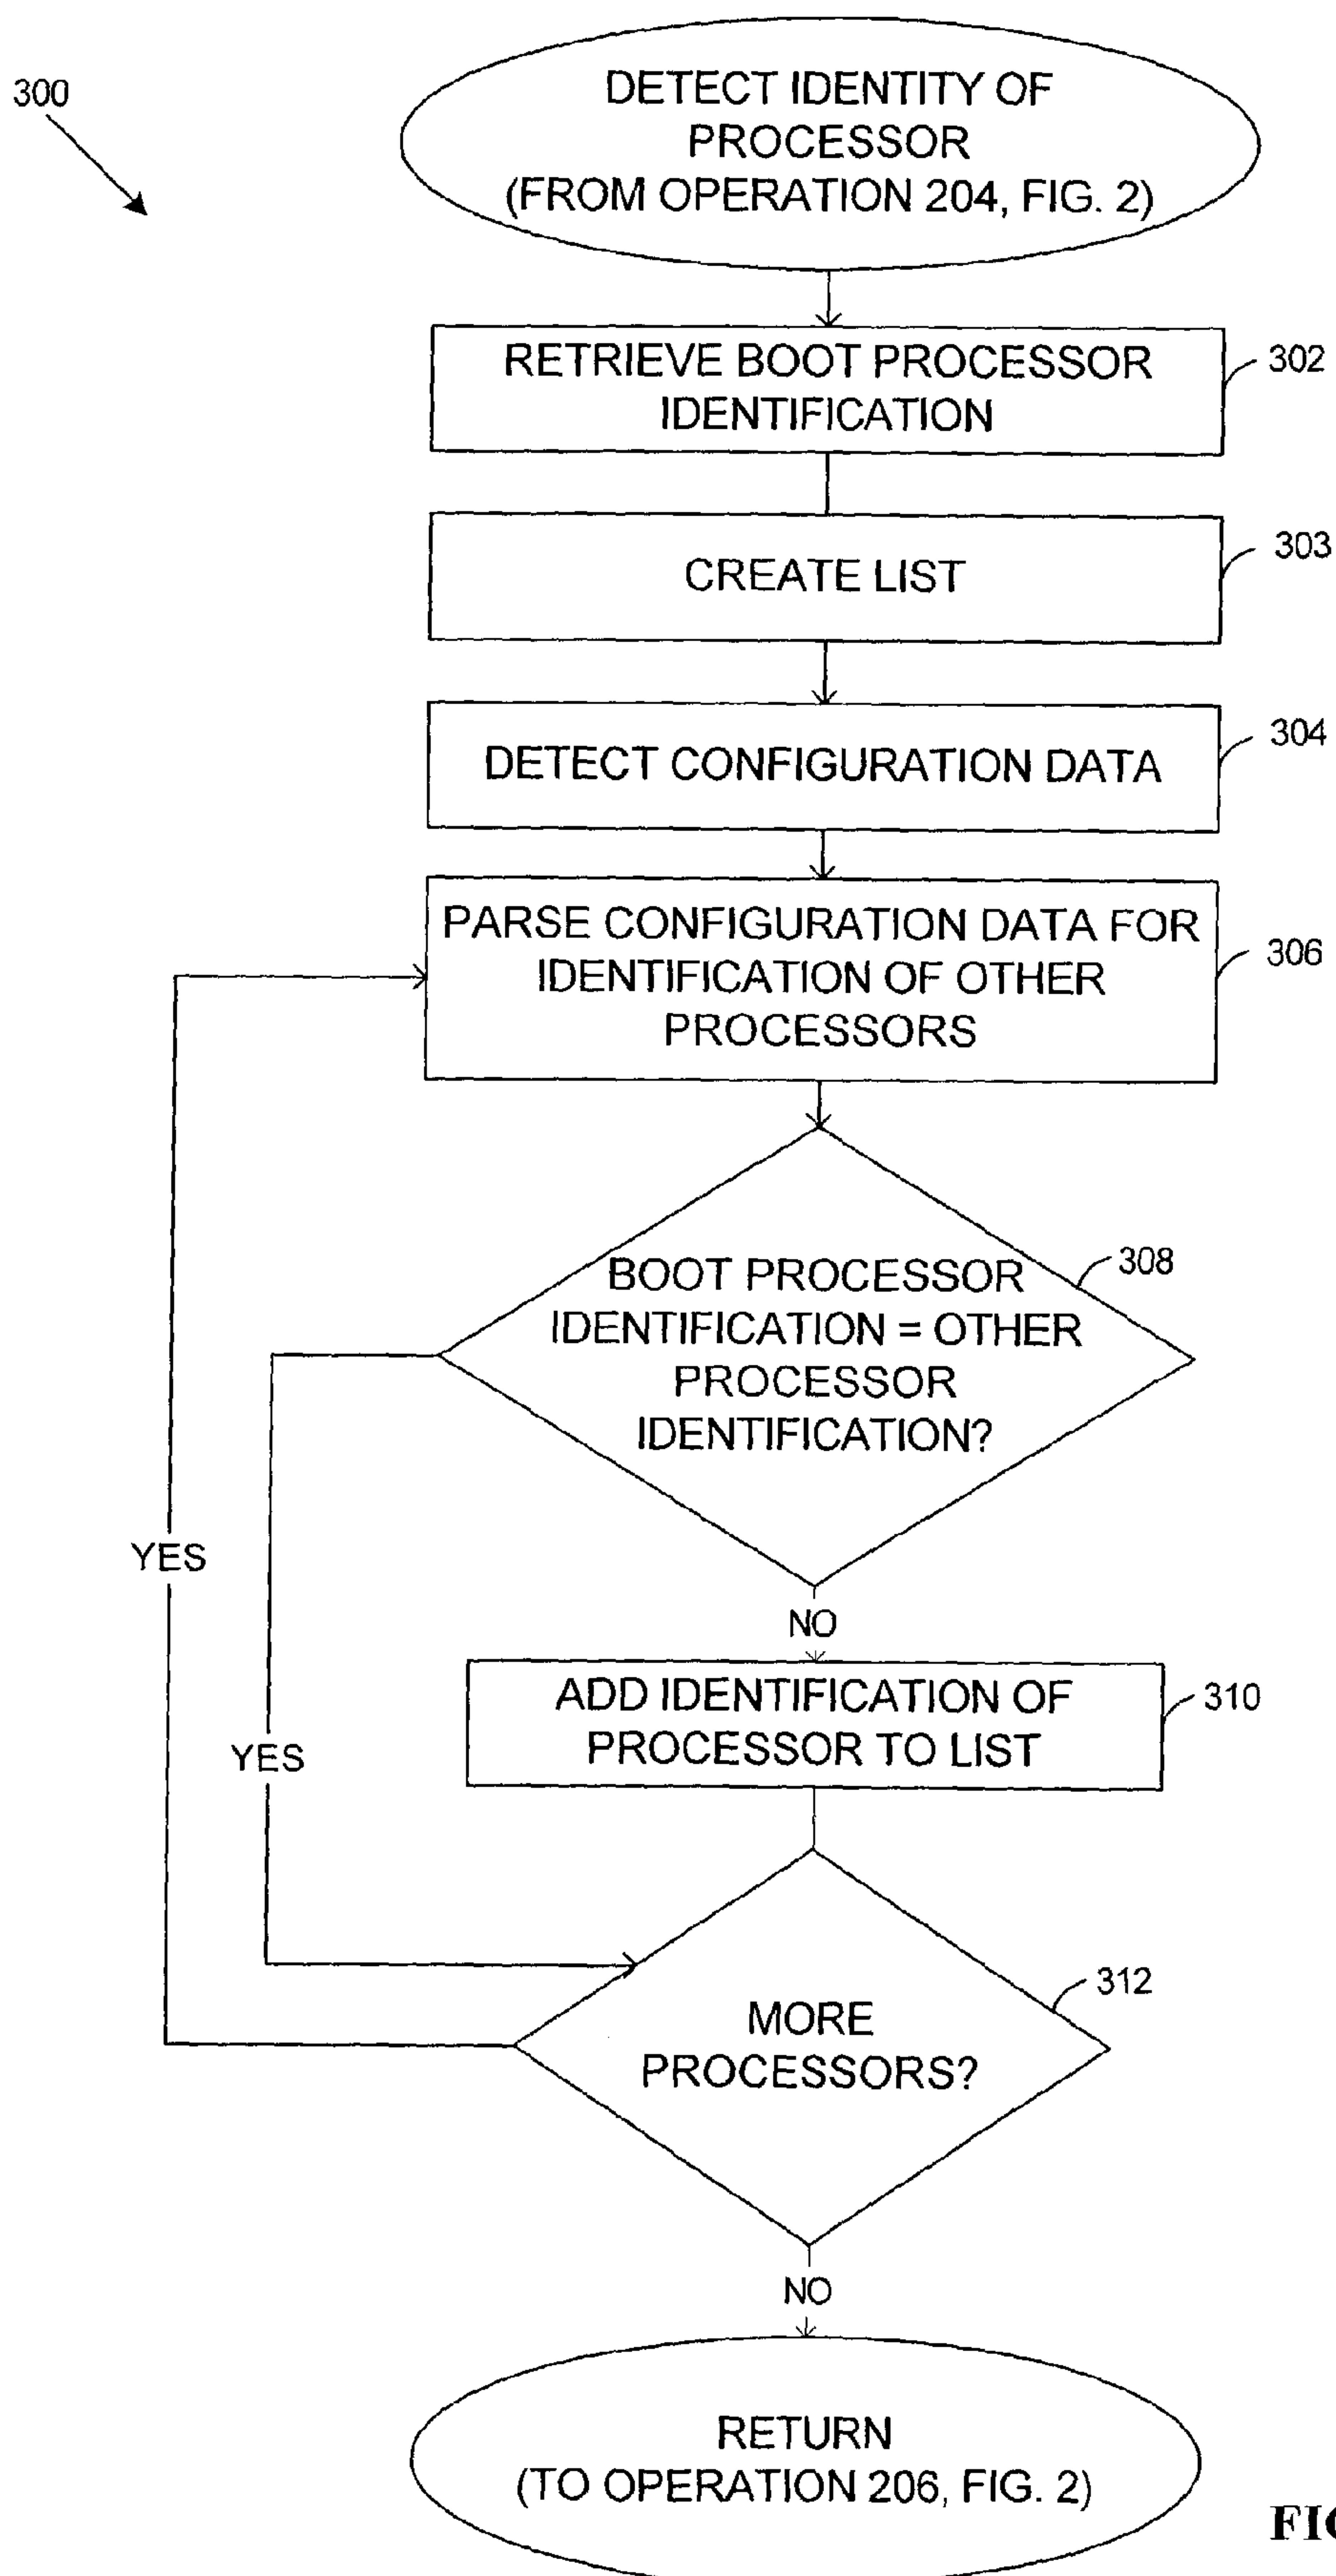 300
DETECT IDENTITY OF
PROCESSOR
(FROM OPERATION 204, FIG. 2)
RETRIEVE BOOT PROCESSOR
IDENTIFICATION
302
CREATE LIST
303
DETECT CONFIGURATION DATA
304
PARSE CONFIGURATION DATA FOR
IDENTIFICATION OF OTHER
PROCESSORS
306
BOOT PROCESSOR
IDENTIFICATION = OTHER
PROCESSOR
IDENTIFICATION?
308
YES
NO
ADD IDENTIFICATION OF
PROCESSOR TO LIST
310
YES
MORE
PROCESSORS?
312
NO
RETURN
(TO OPERATION 206, FIG. 2)